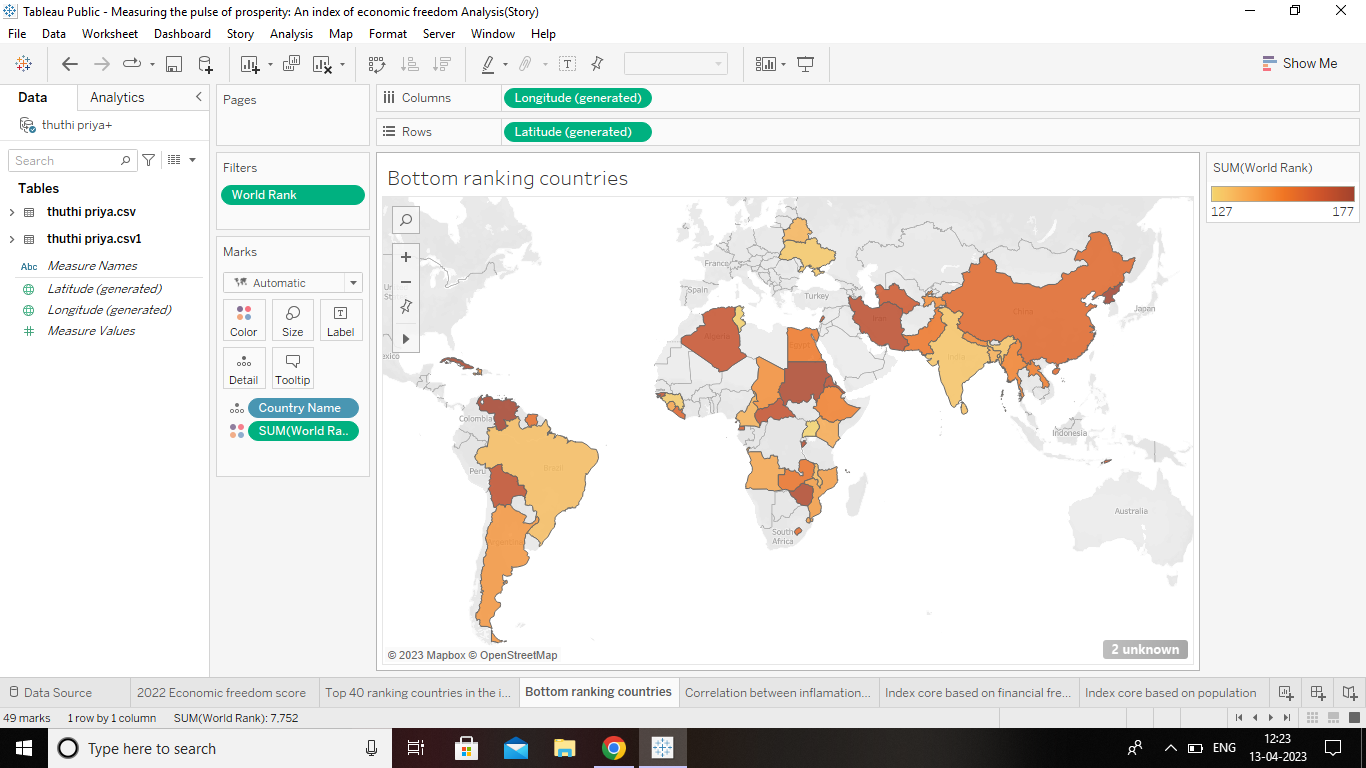 Tableau Public - Measuring the pulse of prosperity: An index of economic freedom Analysis(Story)
File Data Worksheet Dashboard Story Analysis Map Format Server Window Help
Show Me
Data Analytics
thuthi priya+
Search
Tables
thuthi priya.csv
thuthi priya.csv1
Abc Measure Names
Latitude (generated)
Longitude (generated)
Measure Values
Pages
Filters
World Rank
Marks
Automatic
Color Size Label
Detail Tooltip
Country Name
SUM(World Ra..
Columns Longitude (generated)
Rows Latitude (generated)
Bottom ranking countries
France
Spain
Turkey
Japan
China
Iran
Algeria
Egypt
India
exico
Colombia
Peru
Brazil
Indonesia
Australia
South
Africa
© 2023 Mapbox © OpenStreetMap
2 unknown
SUM(World Rank)
127 177
Data Source 2022 Economic freedom score Top 40 ranking countries in the i... Bottom ranking countries Correlation between inflamation... Index core based on financial fre... Index core based on population
49 marks 1 row by 1 column SUM(World Rank): 7,752
Type here to search
ENG
12:23
13-04-2023